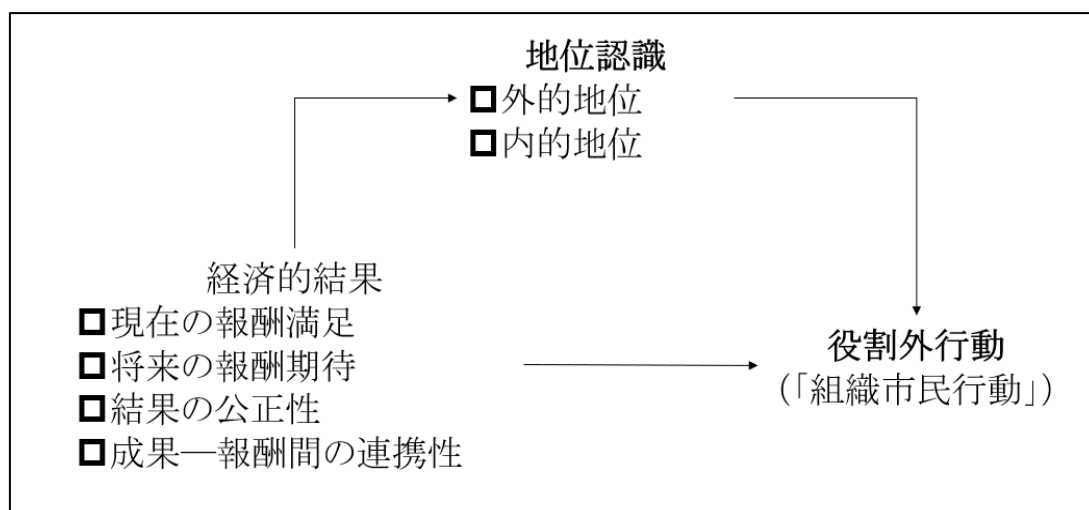 地位認識
外的地位
内的地位
経済的結果
現在の報酬満足
将来の報酬期待
結果の公正性
成果―報酬間の連携性
役割外行動
（「組織市民行動」）